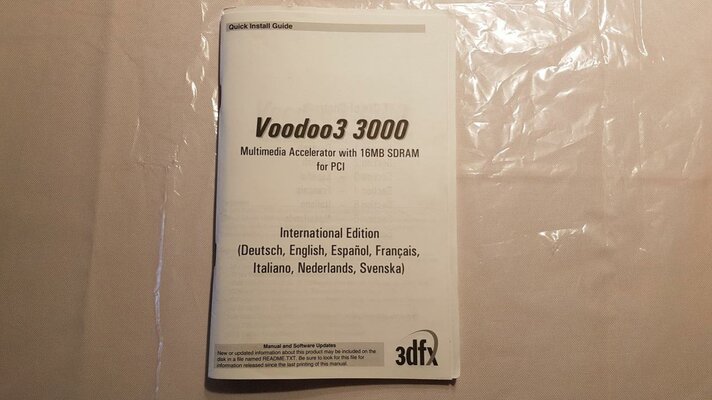 Quick Install Guide
Voodoo3 3000
Multimedia Accelerator with 16MB SDRAM
for PCI
International Edition
(Deutsch, English, Español, Français,
Italiano, Nederlands, Svenska)
Manual and Software Updates
New or updated information about this product may be included on the
disk in a file named README.TXT. Be sure to look for this file for
information released since the last printing of this manual.
3dfx